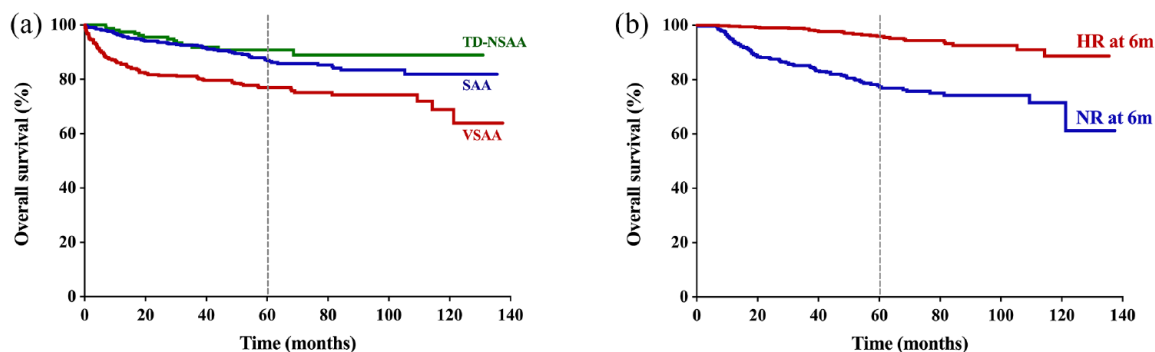 (a)
Overall survival (%)
100
80
60
40
20
0
TD-NSAA
SAA
VSAA
0 20 40 60 80 100 120 140
Time (months)
(b)
Overall survival (%)
100
80
60
40
20
0
HR at 6m
NR at 6m
0 20 40 60 80 100 120 140
Time (months)